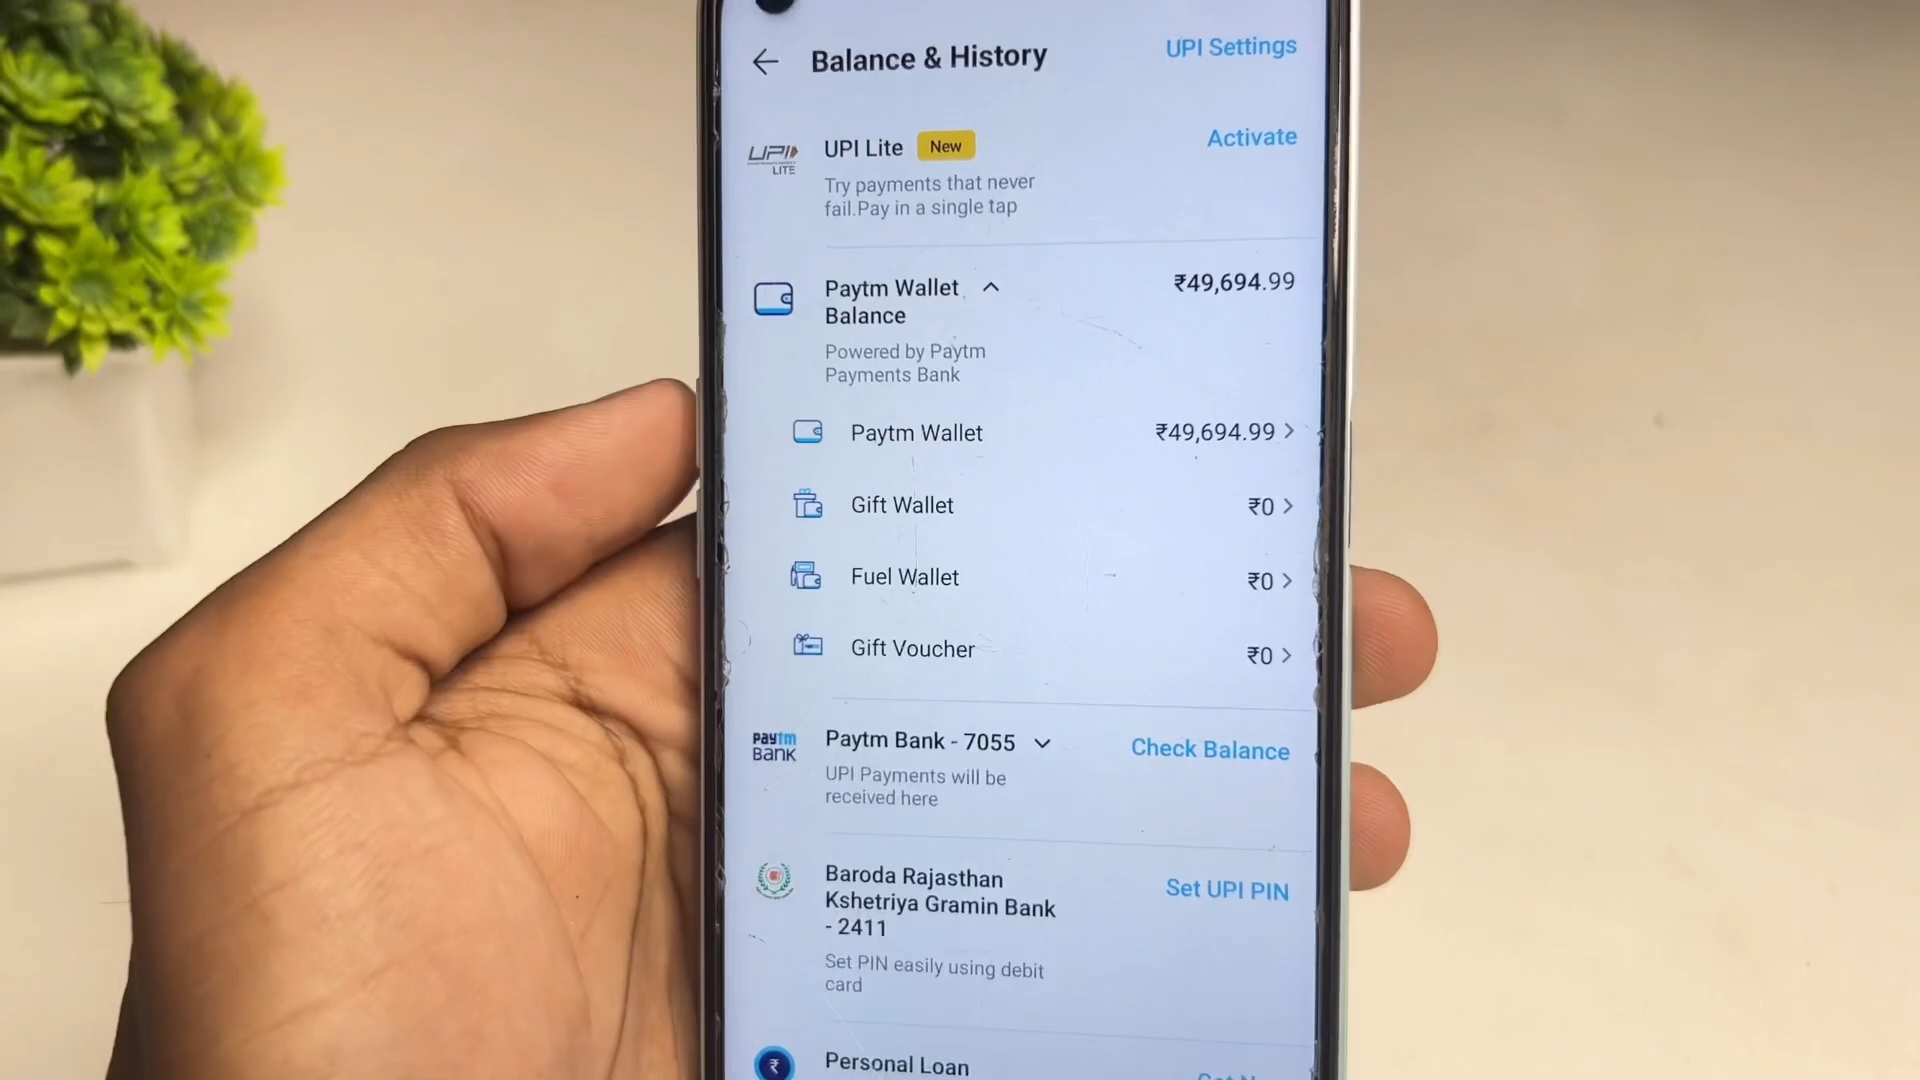 Balance & History
UPI Settings
UPI LITE
UPI Lite
New
Activate
Try payments that never
fail.Pay in a single tap
Paytm Wallet
Balance
₹49,694.99
Powered by Paytm
Payments Bank
Paytm Wallet
₹49,694.99
Gift Wallet
₹0
Fuel Wallet
₹0
Gift Voucher
₹0
paytm
BANK
Paytm Bank - 7055
Check Balance
UPI Payments will be
received here
Baroda Rajasthan
Kshetriya Gramin Bank
- 2411
Set UPI PIN
Set PIN easily using debit
card
₹
Personal Loan